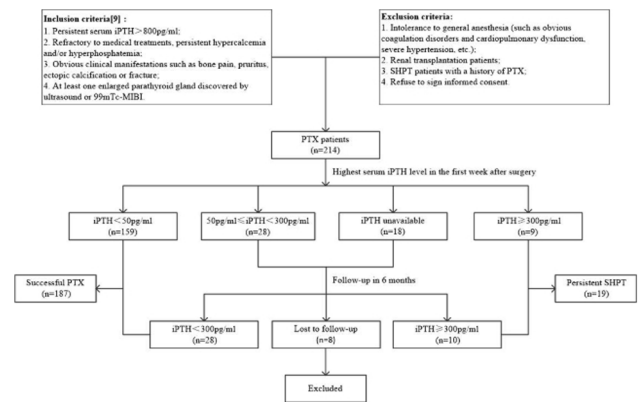 Inclusion criteria[9] :
1. Persistent serum iPTH＞800pg/ml;
2. Refractory to medical treatments, persistent hypercalcemia
and/or hyperphosphatemia;
3. Obvious clinical manifestations such as bone pain, pruritus,
ectopic calcification or fracture;
4. At least one enlarged parathyroid gland discovered by
ultrasound or 99mTc-MIBI.
Exclusion criteria:
1. Intolerance to general anesthesia (such as obvious
coagulation disorders and cardiopulmonary dysfunction,
severe hypertension, etc.);
2. Renal transplantation patients;
3. SHPT patients with a history of PTX;
4. Refuse to sign informed consent.
PTX patients
(n=214)
Highest serum iPTH level in the first week after surgery
iPTH＜50pg/ml
(n=159)
50pg/ml≦iPTH＜300pg/ml
(n=28)
iPTH unavailable
(n=18)
iPTH≧300pg/ml
(n=9)
Successful PTX
(n=187)
Follow-up in 6 months
Persistent SHPT
(n=19)
iPTH＜300pg/ml
(n=28)
Lost to follow-up
(n=8)
iPTH≧300pg/ml
(n=10)
Excluded